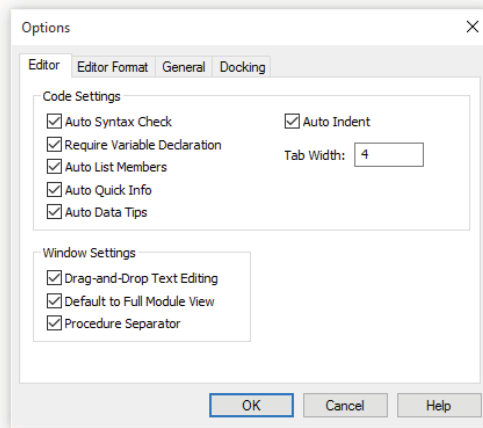 Options
Editor Editor Format General Docking
Code Settings
Auto Syntax Check
Auto Indent
Require Variable Declaration
Tab Width: 4
Auto List Members
Auto Quick Info
Auto Data Tips
Window Settings
Drag-and-Drop Text Editing
Default to Full Module View
Procedure Separator
OK Cancel Help